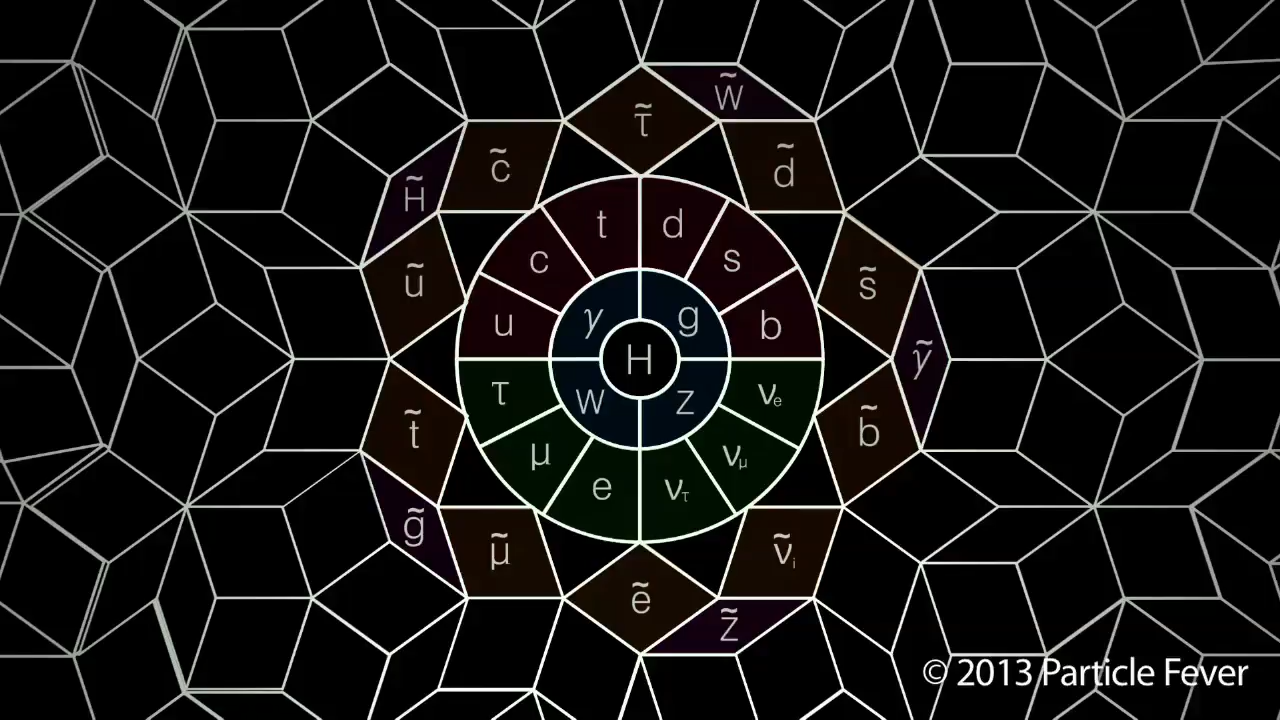 W̃
τ̃
c̃ d̃
H̃
t d
c s
ũ s̃
u γ g b
H γ̃
τ W Z νe
t̃ b̃
μ νμ
e ντ
g̃ μ̃ ν̃i
ẽ
Z̃
© 2013 Particle Fever